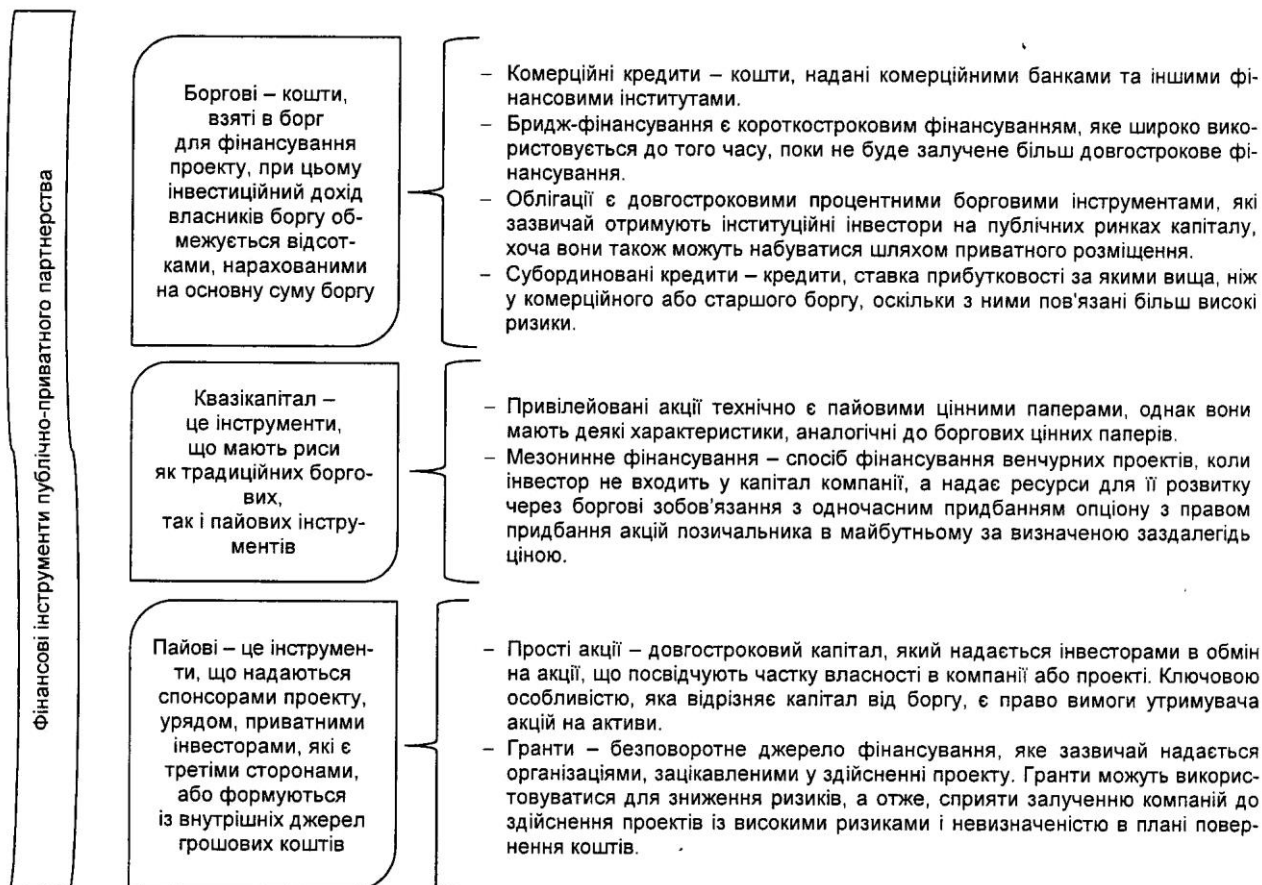 Фінансові інструменти публічно-приватного партнерства
Боргові – кошти,
взяті в борг
для фінансування
проекту, при цьому
інвестиційний дохід
власників боргу об-
межується відсот-
ками, нарахованими
на основну суму боргу
– Комерційні кредити – кошти, надані комерційними банками та іншими фі-
нансовими інститутами.
– Бридж-фінансування є короткостроковим фінансуванням, яке широко вико-
ристовується до того часу, поки не буде залучене більш довгострокове фі-
нансування.
– Облігації є довгостроковими процентними борговими інструментами, які
зазвичай отримують інституційні інвестори на публічних ринках капіталу,
хоча вони також можуть набуватися шляхом приватного розміщення.
– Субординовані кредити – кредити, ставка прибутковості за якими вища, ніж
у комерційного або старшого боргу, оскільки з ними пов'язані більш високі
ризики.
Квазікапітал –
це інструменти,
що мають риси
як традиційних борго-
вих,
так і пайових інстру-
ментів
– Привілейовані акції технічно є пайовими цінними паперами, однак вони
мають деякі характеристики, аналогічні до боргових цінних паперів.
– Мезонинне фінансування – спосіб фінансування венчурних проектів, коли
інвестор не входить у капітал компанії, а надає ресурси для її розвитку
через боргові зобов'язання з одночасним придбанням опціону з правом
придбання акцій позичальника в майбутньому за визначеною заздалегідь
ціною.
Пайові – це інструмен-
ти, що надаються
спонсорами проекту,
урядом, приватними
інвесторами, які є
третіми сторонами,
або формуються
із внутрішніх джерел
грошових коштів
– Прості акції – довгостроковий капітал, який надається інвесторами в обмін
на акції, що посвідчують частку власності в компанії або проекті. Ключовою
особливістю, яка відрізняє капітал від боргу, є право вимоги утримувача
акцій на активи.
– Гранти – безповоротне джерело фінансування, яке зазвичай надається
організаціями, зацікавленими у здійсненні проекту. Гранти можуть викорис-
товуватися для зниження ризиків, а отже, сприяти залученню компаній до
здійснення проектів із високими ризиками і невизначеністю в плані повер-
нення коштів.